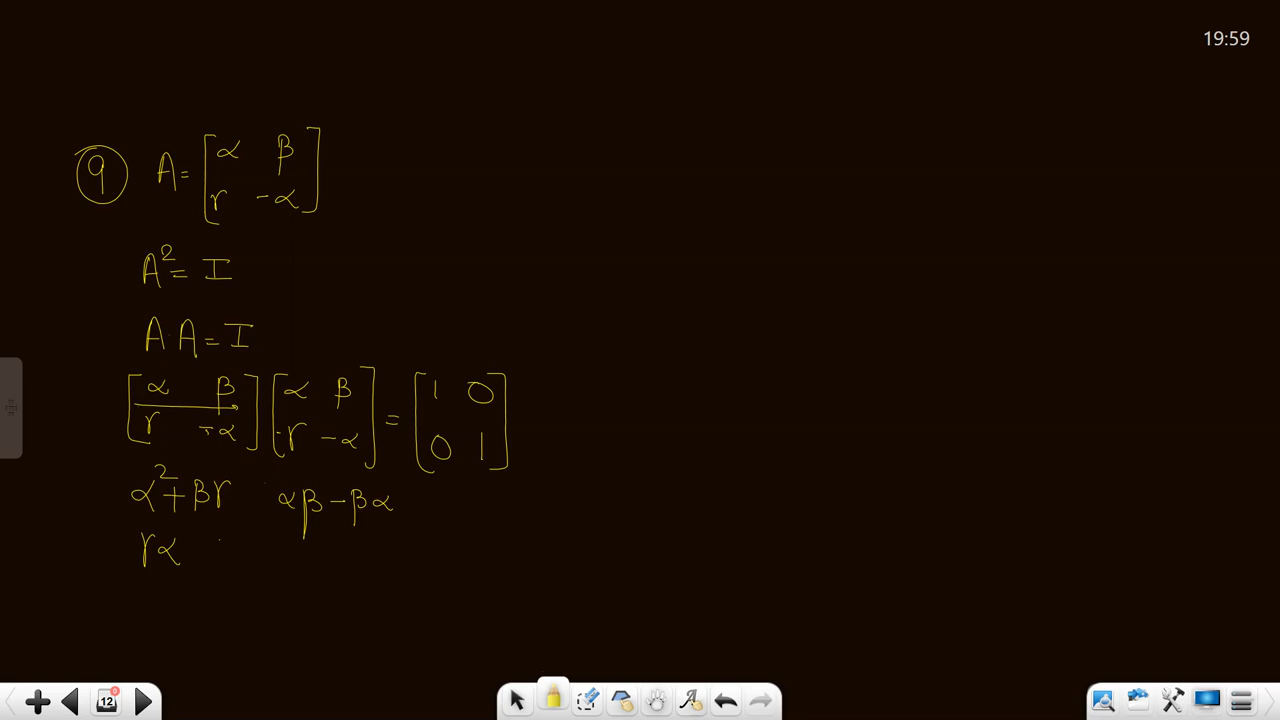 19:59
9 A = [ α β
r -α ]
A² = I
A A = I
[ α β [ α β = [ 1 0
r -α ] r -α ] 0 1 ]
α² + βr αβ - βα
rα
12